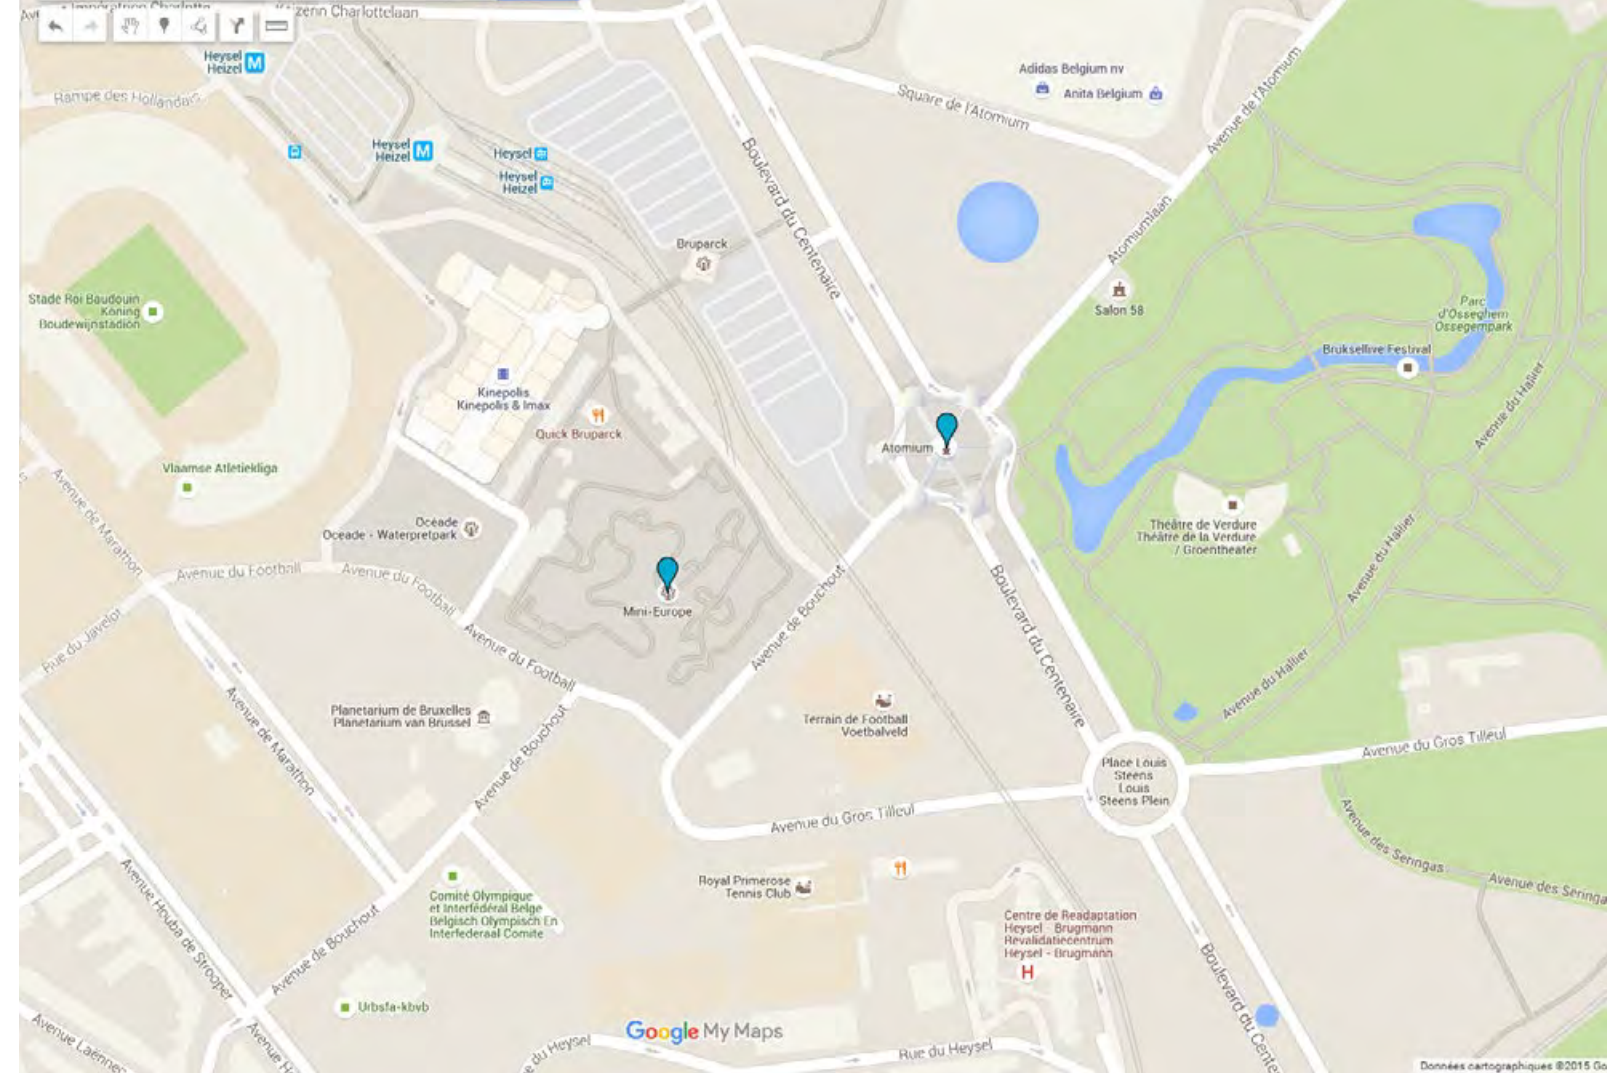 Kaizerin Charlottelaan
Heysel
Heizel
Rampe des Hollandais
Heysel
Heizel
Heysel
Heysel
Heizel
Adidas Belgium nv
Anita Belgium
Square de l'Atomium
Avenue de l'Atomium
Boulevard du Centenaire
Atomiumlaan
Bruparck
Salon 58
Stade Roi Baudouin
Koning
Boudewijnstadion
Parc
d'Osseghem
Ossegempark
Bruksellive Festival
Kinepolis
Kinepolis & Imax
Quick Bruparck
Avenue du Hallier
Atomium
Vlaamse Atletiekliga
Avenue de Marathon
Océade
Oceade - Waterpretpark
Théâtre de Verdure
Théâtre de la Verdure
/ Groentheater
Avenue du Hallier
Avenue du Football
Avenue du Football
Mini-Europe
Avenue de Bouchout
Boulevard du Centenaire
Rue du Javelot
Avenue du Football
Avenue du Hallier
Avenue de Marathon
Planetarium de Bruxelles
Planetarium van Brussel
Avenue de Bouchout
Terrain de Football
Voetbalveld
Avenue du Gros Tilleul
Place Louis
Steens
Louis
Steens Plein
Avenue du Gros Tilleul
Avenue des Seringas
Avenue des Seringa
Royal Primerose
Tennis Club
Comité Olympique
et Interfédéral Belge
Belgisch Olympisch En
Interfederaal Comite
Avenue Houba de Strooper
Avenue de Bouchout
Centre de Readaptation
Heysel - Brugmann
Revalidatiecentrum
Heysel - Brugmann
H
Urbsfa-kbvb
Boulevard du Cente
Avenue Laënnec
Avenue H
Google My Maps
du Heysel
Rue du Heysel
Données cartographiques ©2015 Go